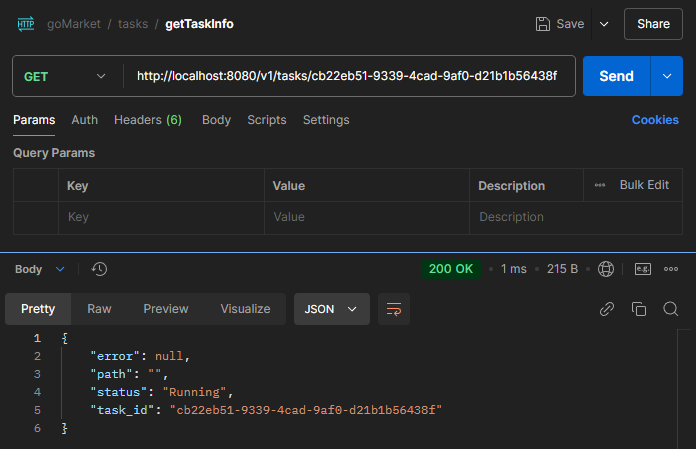 HTTP goMarket / tasks / getTaskInfo Save Share
GET http://localhost:8080/v1/tasks/cb22eb51-9339-4cad-9af0-d21b1b56438f Send
Params Auth Headers (6) Body Scripts Settings Cookies
Query Params
Key Value Description Bulk Edit
Key Value Description
Body 200 OK • 1 ms • 215 B e.g.
Pretty Raw Preview Visualize JSON
1 {
2 "error": null,
3 "path": "",
4 "status": "Running",
5 "task_id": "cb22eb51-9339-4cad-9af0-d21b1b56438f"
6 }